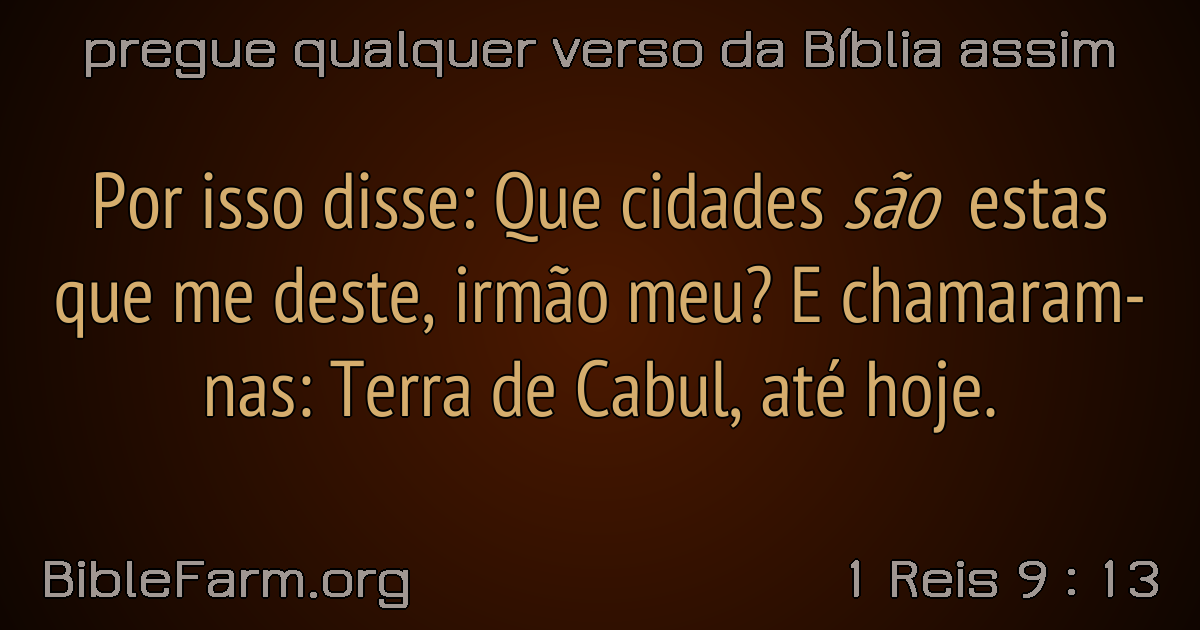 pregue qualquer verso da Bíblia assim
Por isso disse: Que cidades são estas
que me deste, irmão meu? E chamaram-
nas: Terra de Cabul, até hoje.
BibleFarm.org
1 Reis 9 : 13